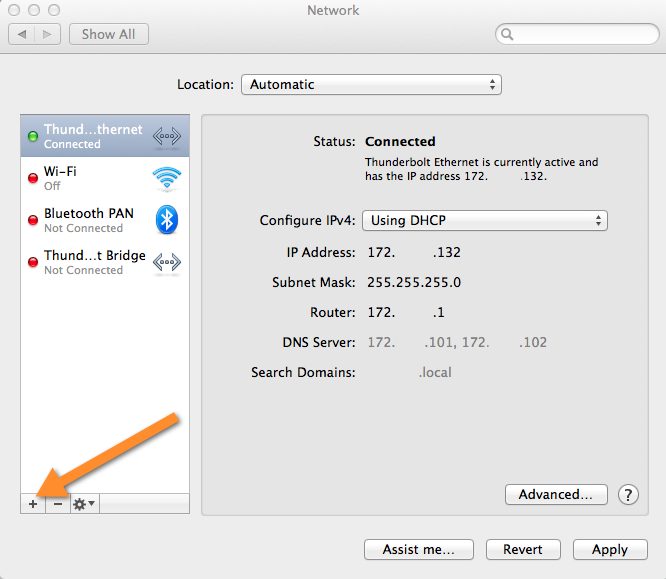 Network
Show All
Location: Automatic
Thund...thernet
Connected
Wi-Fi
Off
Bluetooth PAN
Not Connected
Thund...t Bridge
Not Connected
Status: Connected
Thunderbolt Ethernet is currently active and
has the IP address 172. .132.
Configure IPv4: Using DHCP
IP Address: 172. .132
Subnet Mask: 255.255.255.0
Router: 172. .1
DNS Server: 172. .101, 172. .102
Search Domains: .local
+ −
Advanced... ?
Assist me... Revert Apply